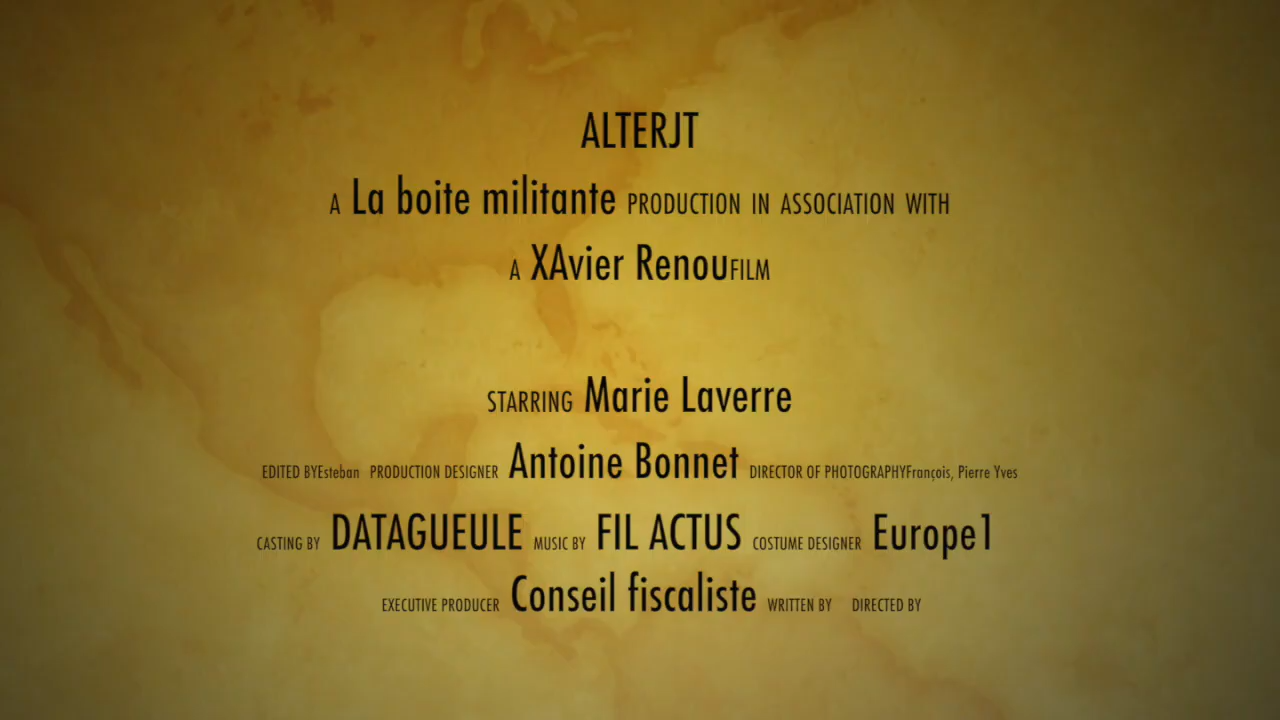 ALTERJT
A La boite militante PRODUCTION IN ASSOCIATION WITH
A XAvier RenouFILM
STARRING Marie Laverre
EDITED BYEsteban PRODUCTION DESIGNER Antoine Bonnet DIRECTOR OF PHOTOGRAPHYFrançois, Pierre Yves
CASTING BY DATAGUEULE MUSIC BY FIL ACTUS COSTUME DESIGNER Europe1
EXECUTIVE PRODUCER Conseil fiscaliste WRITTEN BY DIRECTED BY